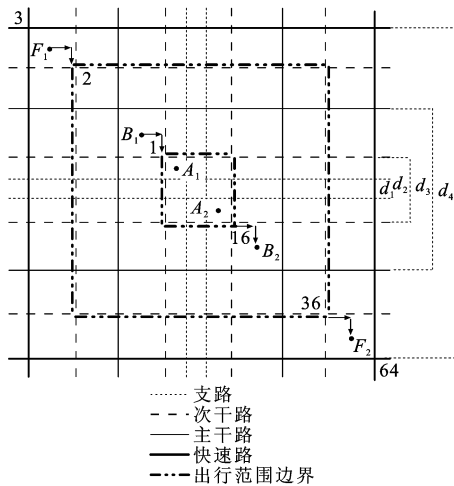 3
F₁
2
B₁
1
A₁
A₂
d₁ d₂ d₃ d₄
16
B₂
36
F₂
64
支路
次干路
主干路
快速路
出行范围边界